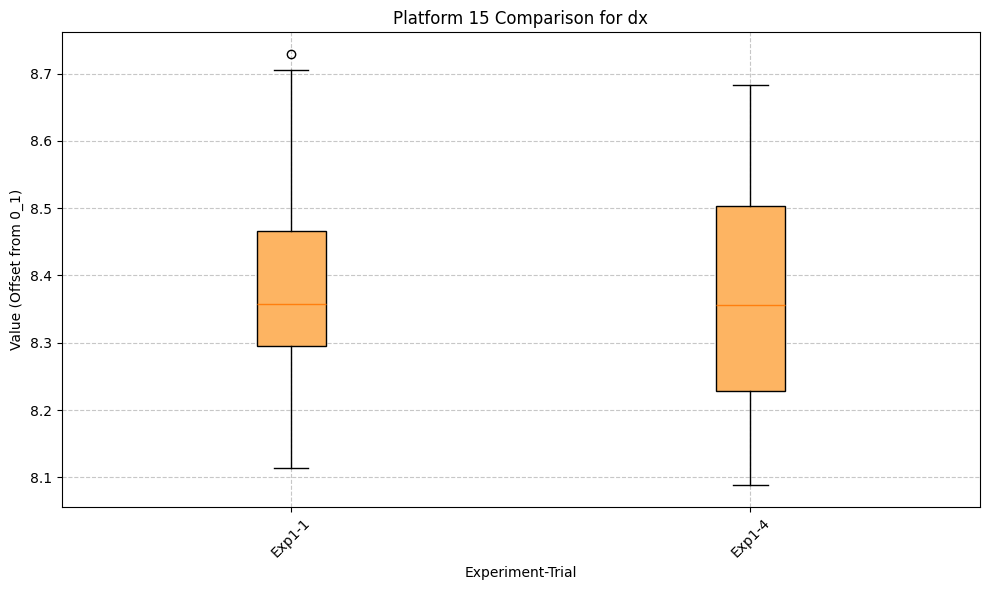 Platform 15 Comparison for dx
Value (Offset from 0_1)
8.7
8.6
8.5
8.4
8.3
8.2
8.1
Exp1-1
Exp1-4
Experiment-Trial